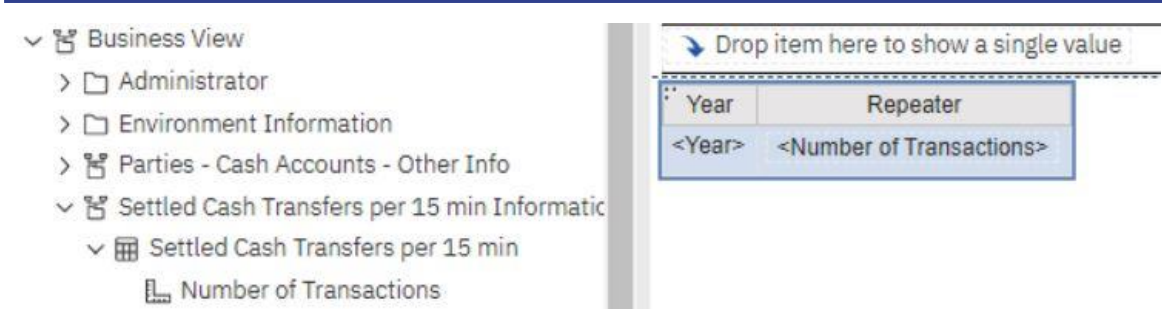 Business View
Administrator
Environment Information
Parties - Cash Accounts - Other Info
Settled Cash Transfers per 15 min Informatic
Settled Cash Transfers per 15 min
Number of Transactions
Drop item here to show a single value
Year Repeater
<Year> <Number of Transactions>